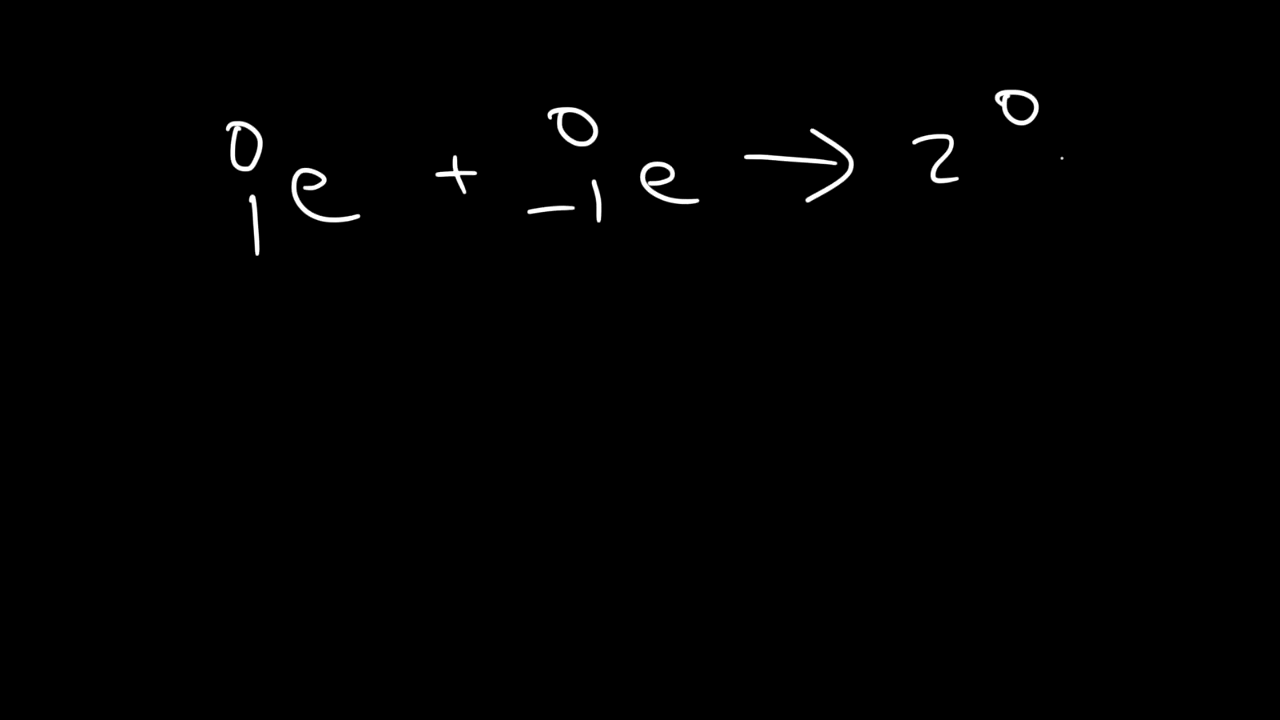 ⁰₁e + ⁰₋₁e → 2 ⁰